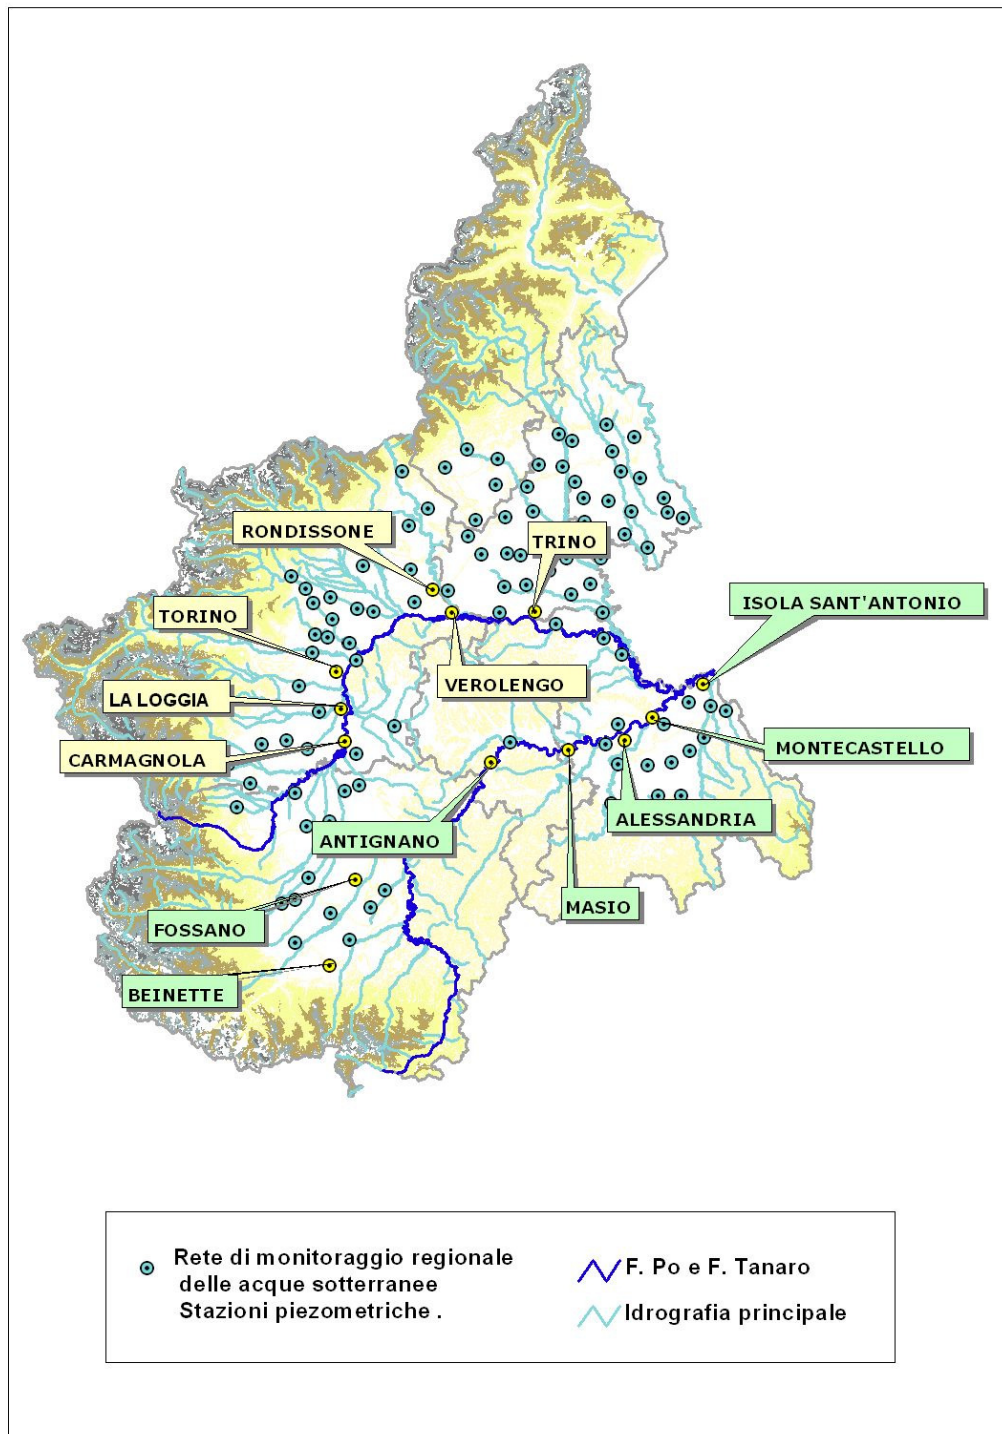 RONDISSONE
TRINO
ISOLA SANT'ANTONIO
TORINO
VEROLENGO
LA LOGGIA
CARMAGNOLA
MONTECASTELLO
ANTIGNANO
ALESSANDRIA
MASIO
FOSSANO
BEINETTE
Rete di monitoraggio regionale
delle acque sotterranee
Stazioni piezometriche .
F. Po e F. Tanaro
Idrografia principale